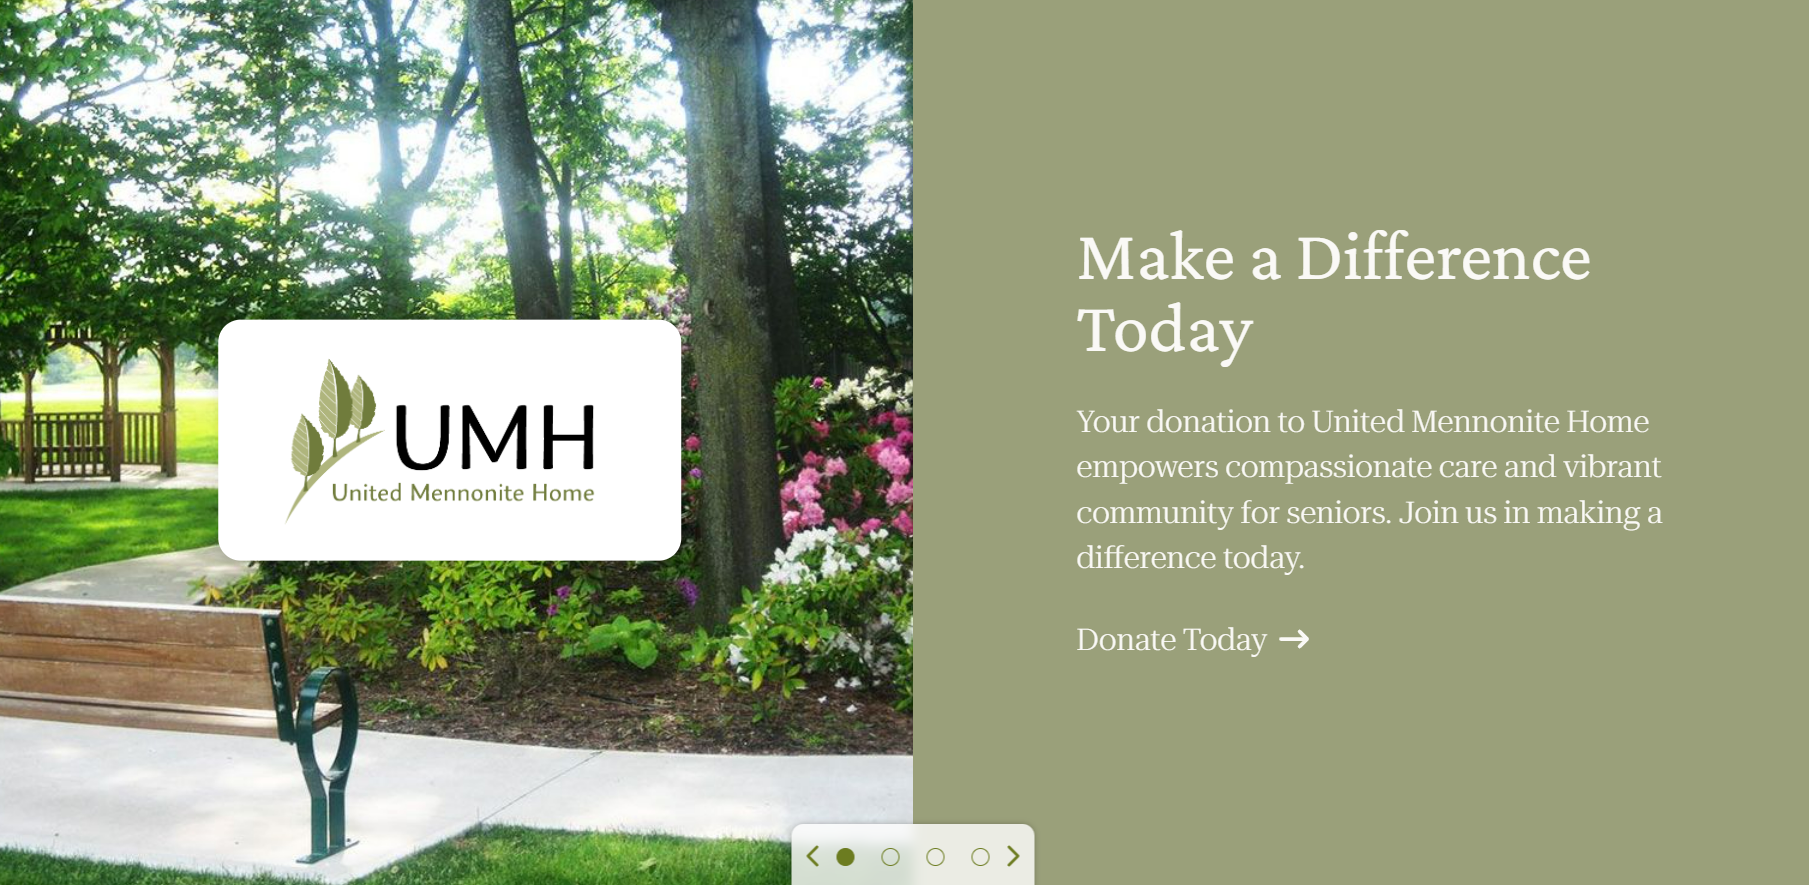 UMH
United Mennonite Home
Make a Difference
Today
Your donation to United Mennonite Home
empowers compassionate care and vibrant
community for seniors. Join us in making a
difference today.
Donate Today